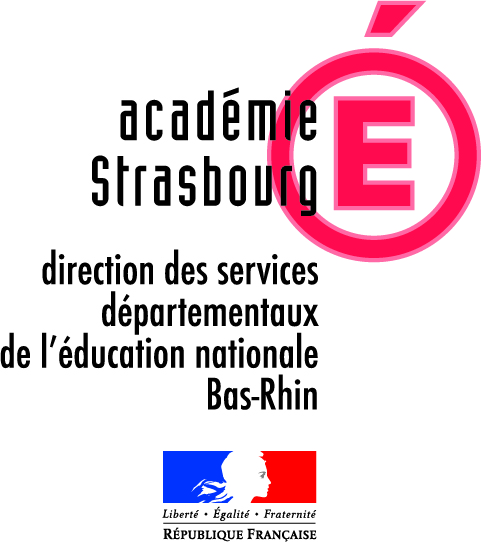 É
académie
Strasbourg
direction des services
départementaux
de l'éducation nationale
Bas-Rhin
Liberté • Égalité • Fraternité
RÉPUBLIQUE FRANÇAISE